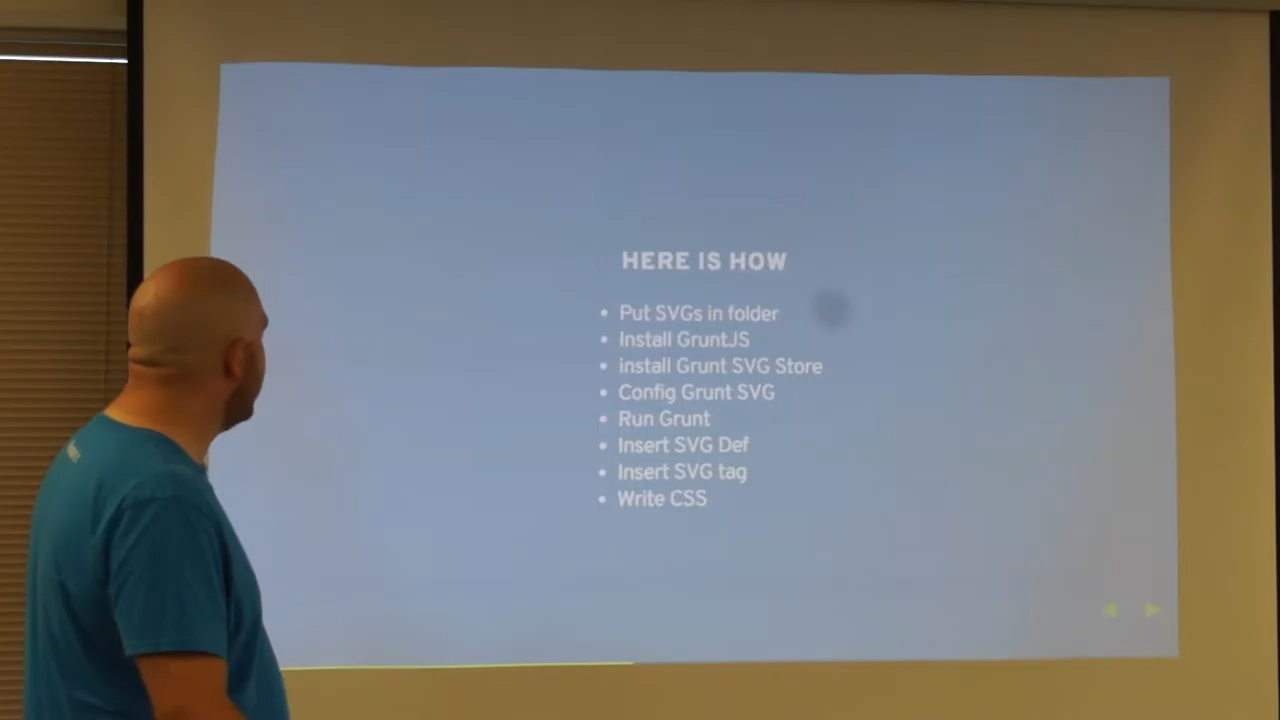 HERE IS HOW
• Put SVGs in folder
• Install GruntJS
• install Grunt SVG Store
• Config Grunt SVG
• Run Grunt
• Insert SVG Def
• Insert SVG tag
• Write CSS